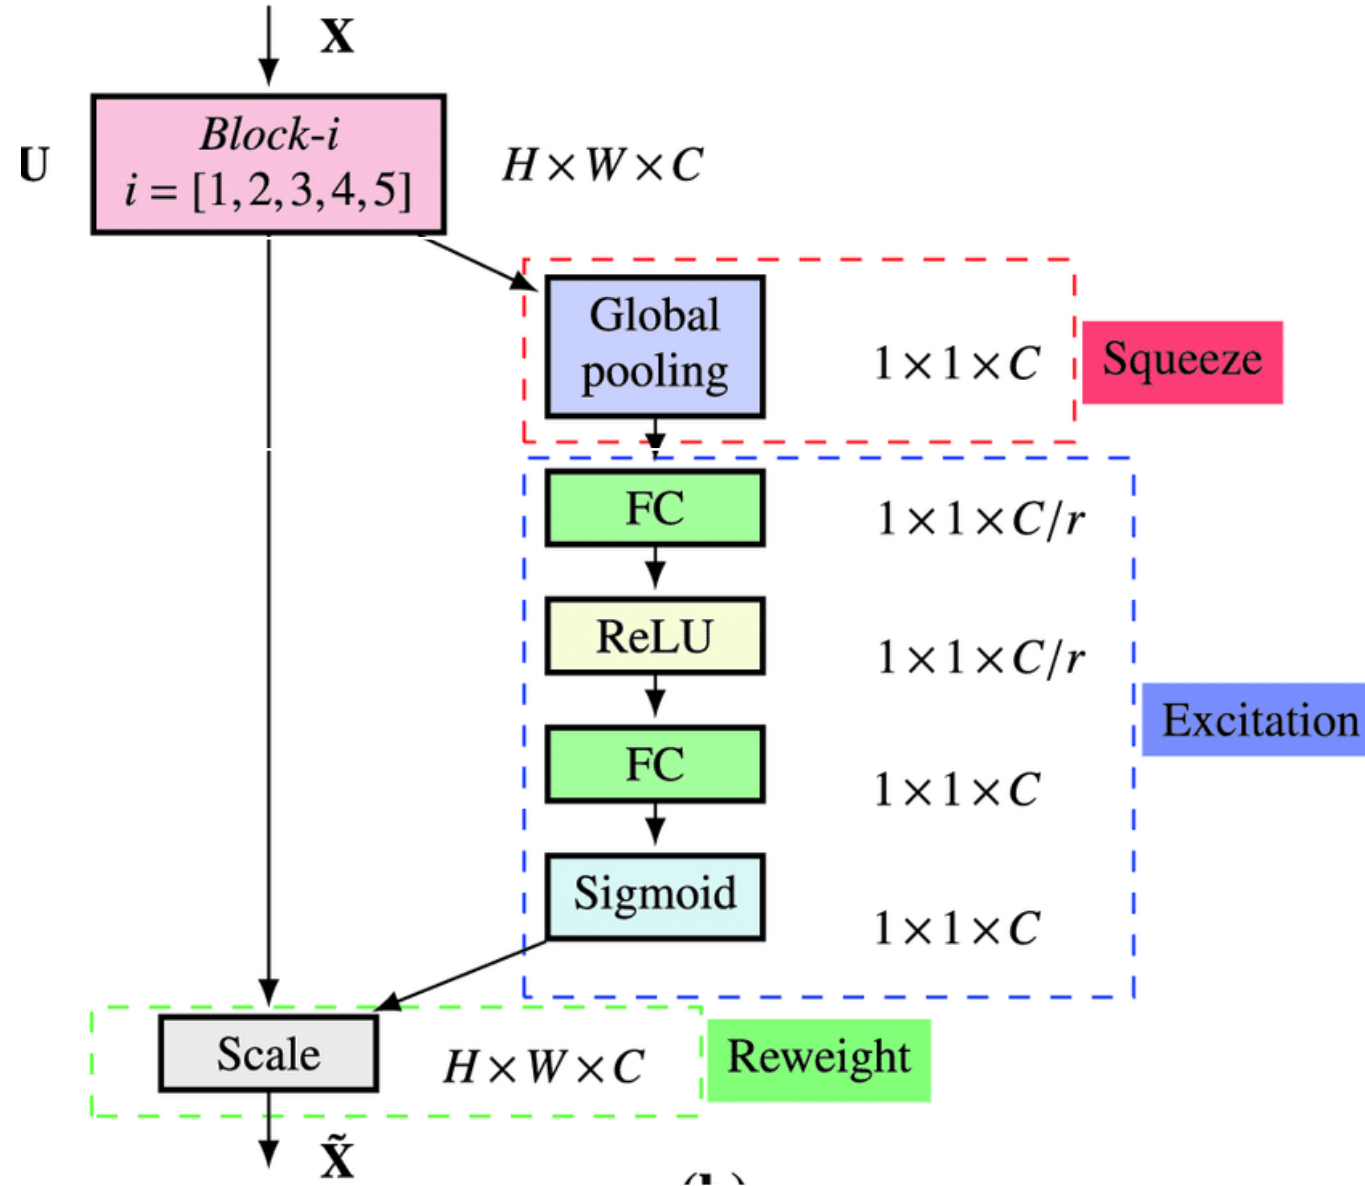 X
Block-i
i = [1, 2, 3, 4, 5]
U
H × W × C
Global
pooling
1 × 1 × C
Squeeze
FC
1 × 1 × C/r
ReLU
1 × 1 × C/r
FC
1 × 1 × C
Excitation
Sigmoid
1 × 1 × C
Scale
H × W × C
Reweight
X̃